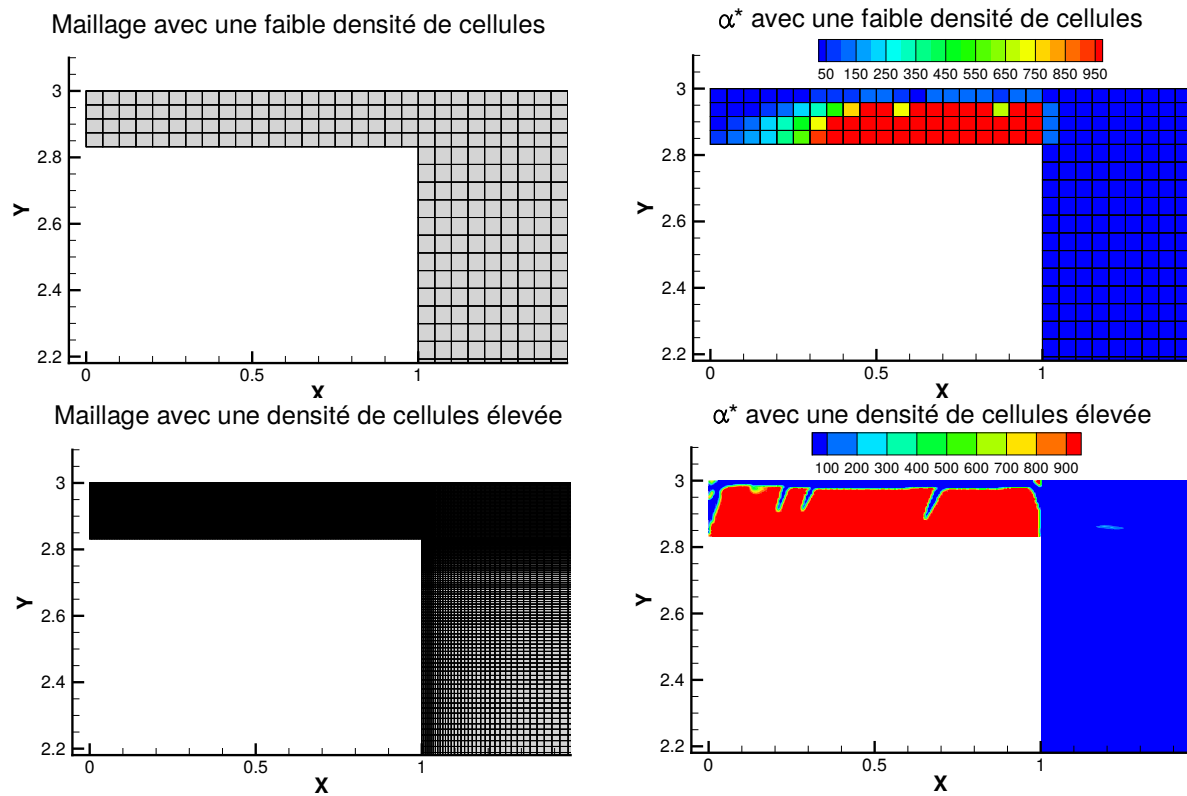 Maillage avec une faible densité de cellules
3
2.8
2.6
2.4
2.2
Y
0 0.5 1
X
α* avec une faible densité de cellules
50 150 250 350 450 550 650 750 850 950
3
2.8
2.6
2.4
2.2
Y
0 0.5 1
X
Maillage avec une densité de cellules élevée
3
2.8
2.6
2.4
2.2
Y
0 0.5 1
X
α* avec une densité de cellules élevée
100 200 300 400 500 600 700 800 900
3
2.8
2.6
2.4
2.2
Y
0 0.5 1
X